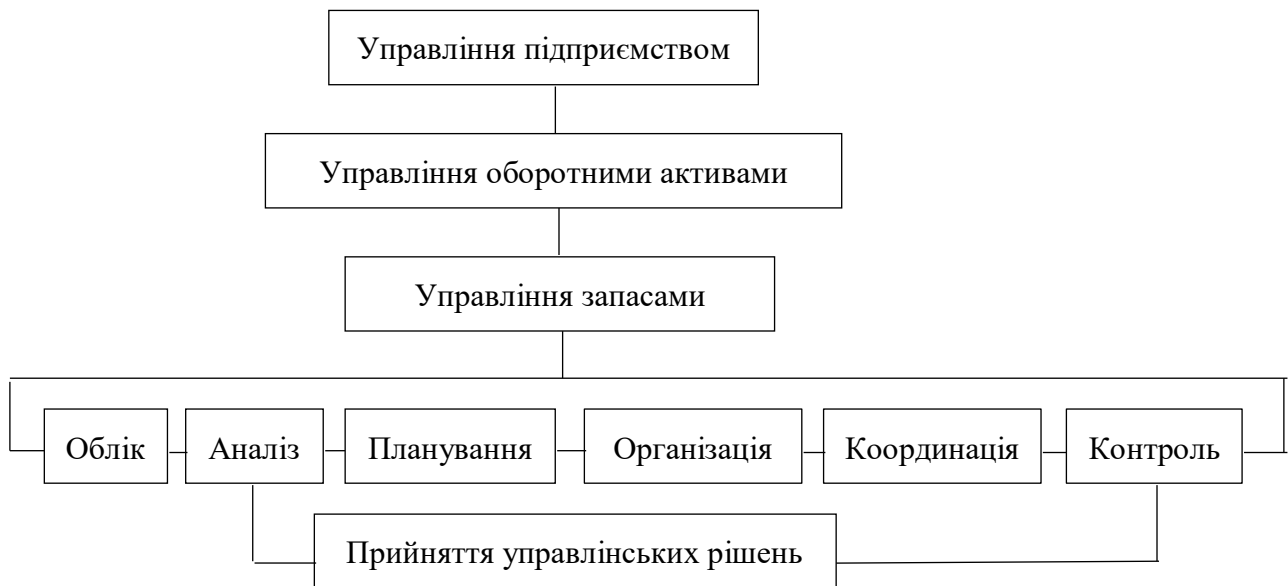 Управління підприємством
Управління оборотними активами
Управління запасами
Облік Аналіз Планування Організація Координація Контроль
Прийняття управлінських рішень